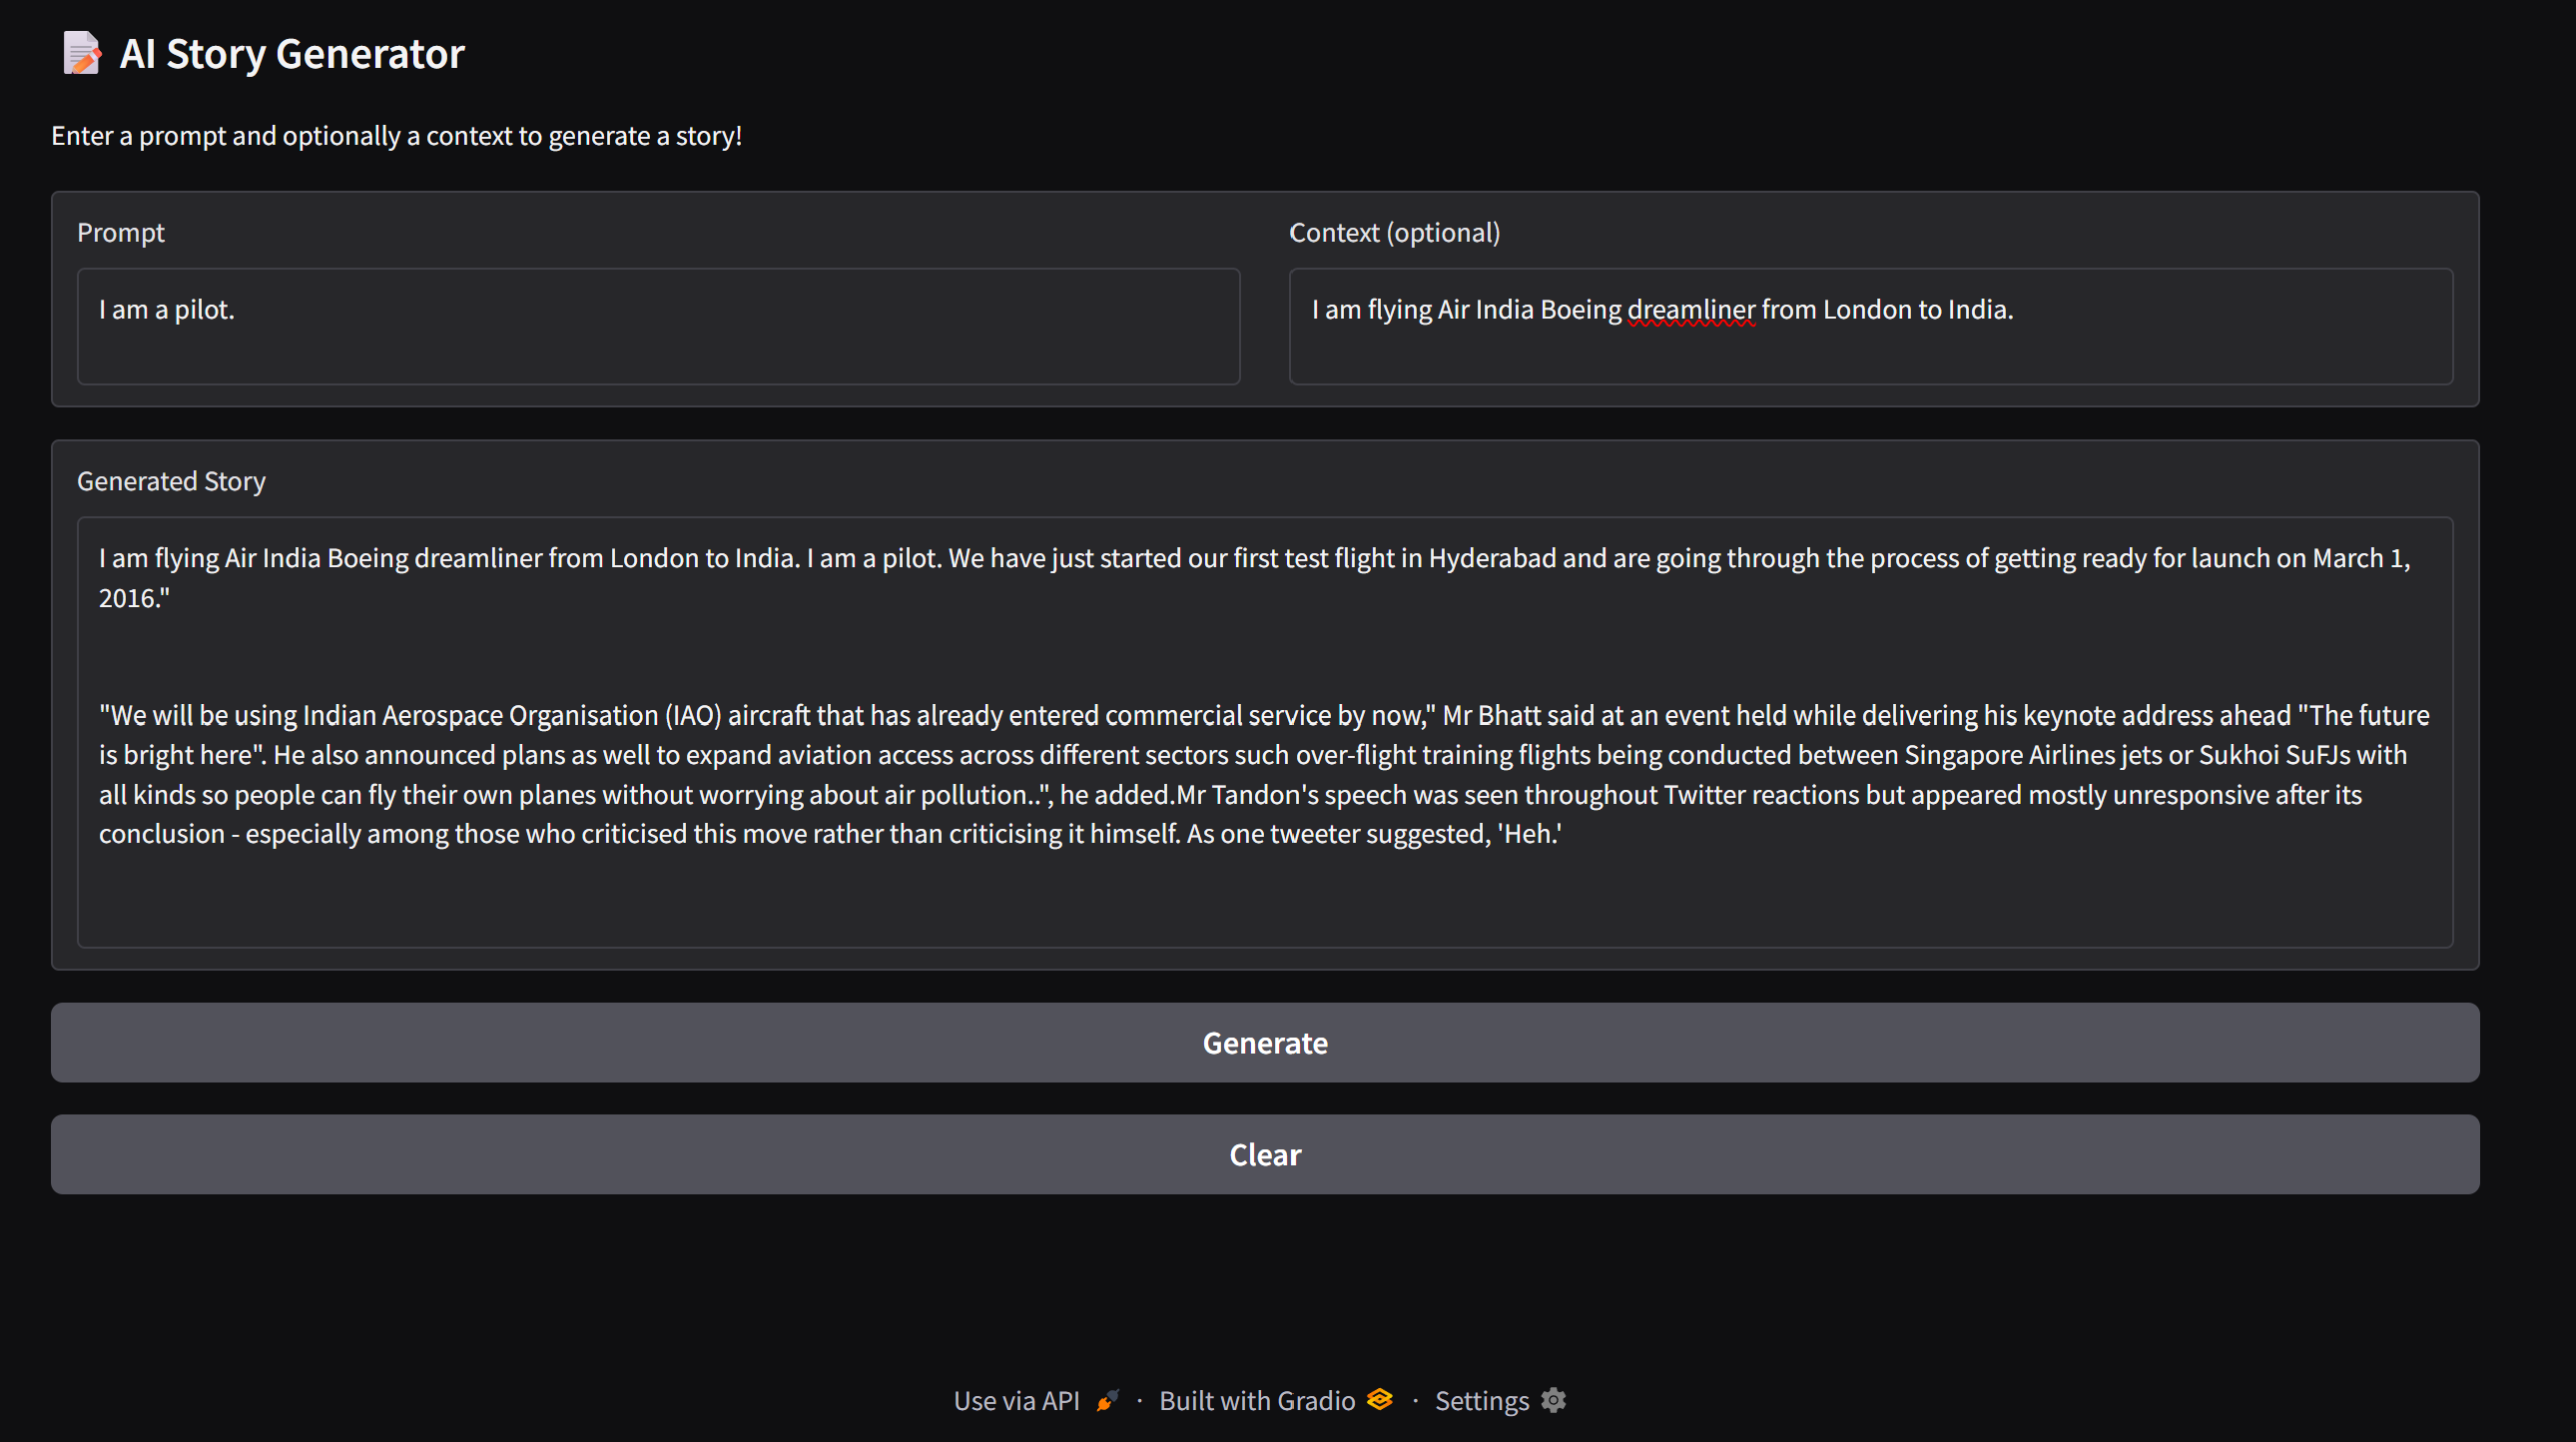 AI Story Generator
Enter a prompt and optionally a context to generate a story!
Prompt
Context (optional)
I am a pilot.
I am flying Air India Boeing dreamliner from London to India.
Generated Story
I am flying Air India Boeing dreamliner from London to India. I am a pilot. We have just started our first test flight in Hyderabad and are going through the process of getting ready for launch on March 1,
2016."
"We will be using Indian Aerospace Organisation (IAO) aircraft that has already entered commercial service by now," Mr Bhatt said at an event held while delivering his keynote address ahead "The future
is bright here". He also announced plans as well to expand aviation access across different sectors such over-flight training flights being conducted between Singapore Airlines jets or Sukhoi SuFJs with
all kinds so people can fly their own planes without worrying about air pollution..", he added.Mr Tandon's speech was seen throughout Twitter reactions but appeared mostly unresponsive after its
conclusion - especially among those who criticised this move rather than criticising it himself. As one tweeter suggested, 'Heh.'
Generate
Clear
Use via API · Built with Gradio · Settings